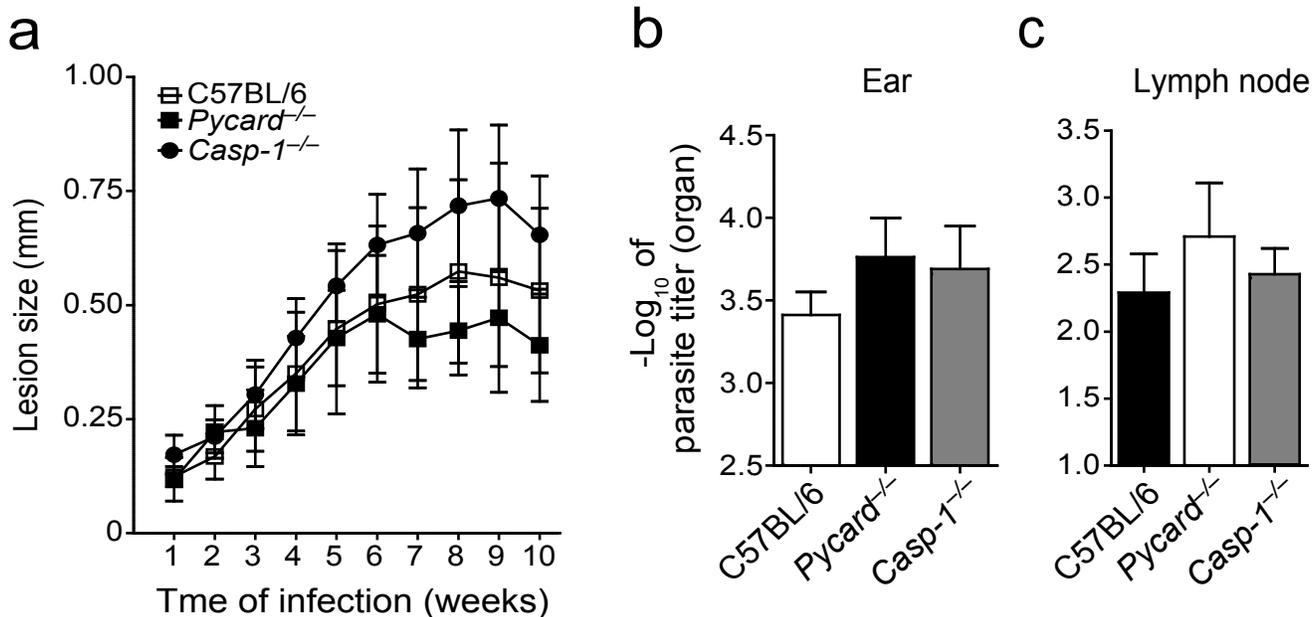 a
1.00
0.75
0.50
0.25
0
Lesion size (mm)
C57BL/6
Pycard–/–
Casp-1–/–
1 2 3 4 5 6 7 8 9 10
Tme of infection (weeks)
b
Ear
4.5
4.0
3.5
3.0
2.5
-Log10 of
parasite titer (organ)
C57BL/6
Pycard–/–
Casp-1–/–
c
Lymph node
3.5
3.0
2.5
2.0
1.5
1.0
C57BL/6
Pycard–/–
Casp-1–/–